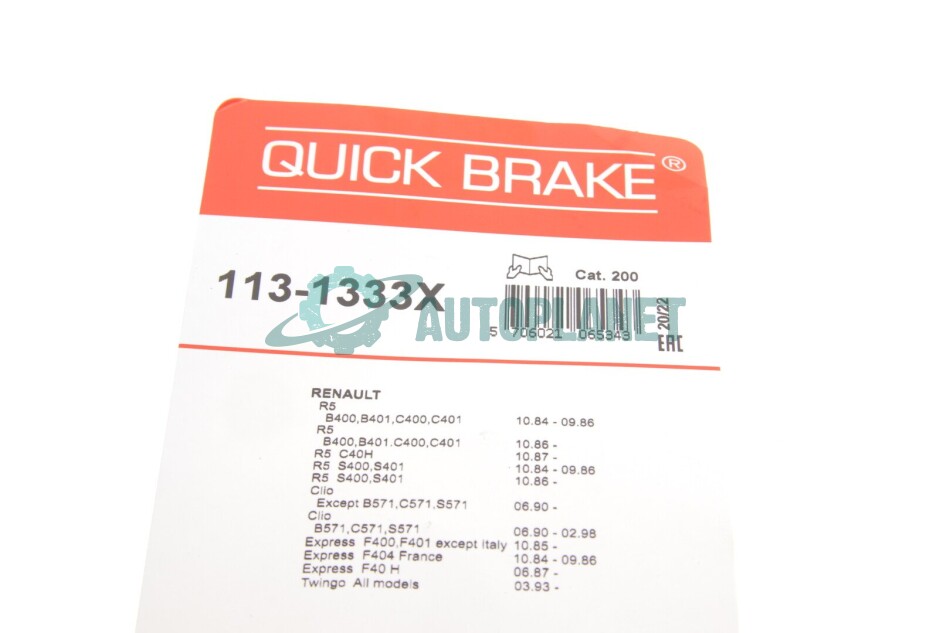 QUICK BRAKE®
113-1333X
Cat. 200
5 706021 065343
20/22
EAC
AUTOPLANET
RENAULT
R5
B400,B401,C400,C401 10.84 - 09.86
R5
B400,B401.C400,C401 10.86 -
R5 C40H 10.87 -
R5 S400,S401 10.84 - 09.86
R5 S400,S401 10.86 -
Clio
Except B571,C571,S571 06.90 -
Clio
B571,C571,S571 06.90 - 02.98
Express F400,F401 except italy 10.85 -
Express F404 France 10.84 - 09.86
Express F40 H 06.87 -
Twingo All models 03.93 -